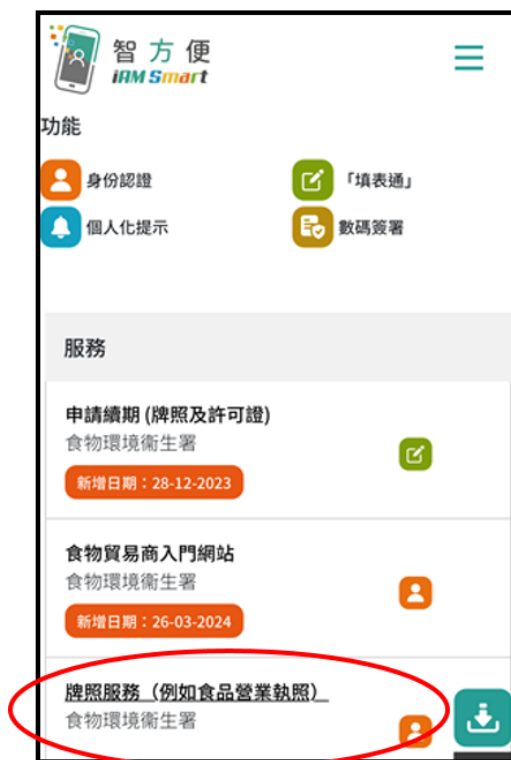 智方便
iAM Smart
功能
身份認證
「填表通」
個人化提示
數碼簽署
服務
申請續期 (牌照及許可證)
食物環境衞生署
新增日期：28-12-2023
食物貿易商入門網站
食物環境衞生署
新增日期：26-03-2024
牌照服務（例如食品營業執照）
食物環境衞生署